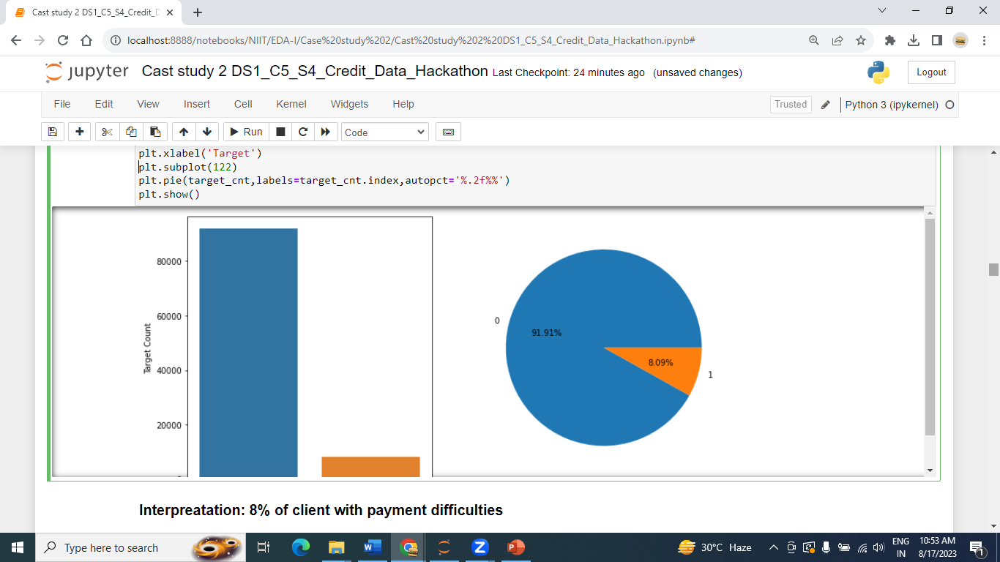 Cast study 2 DS1_C5_S4_Credit_D
localhost:8888/notebooks/NIIT/EDA-I/Case%20study%202/Cast%20study%202%20DS1_C5_S4_Credit_Data_Hackathon.ipynb#
jupyter Cast study 2 DS1_C5_S4_Credit_Data_Hackathon Last Checkpoint: 24 minutes ago (unsaved changes) Logout
File Edit View Insert Cell Kernel Widgets Help Trusted Python 3 (ipykernel)
Run Code
plt.xlabel('Target')
plt.subplot(122)
plt.pie(target_cnt,labels=target_cnt.index,autopct='%.2f%%')
plt.show()
80000
60000
40000
20000
Target Count
0
91.91%
8.09%
1
Interpreatation: 8% of client with payment difficulties
Type here to search
30°C Haze
ENG
IN
10:53 AM
8/17/2023
1